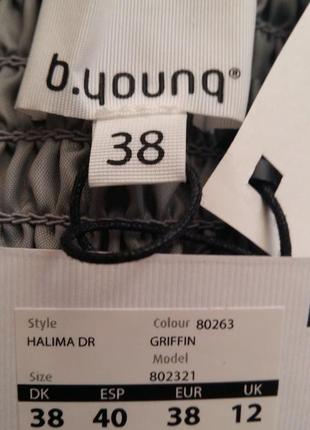 b.young®
38
Style Colour 80263
HALIMA DR GRIFFIN
Model
Size 802321
DK ESP EUR UK
38 40 38 12